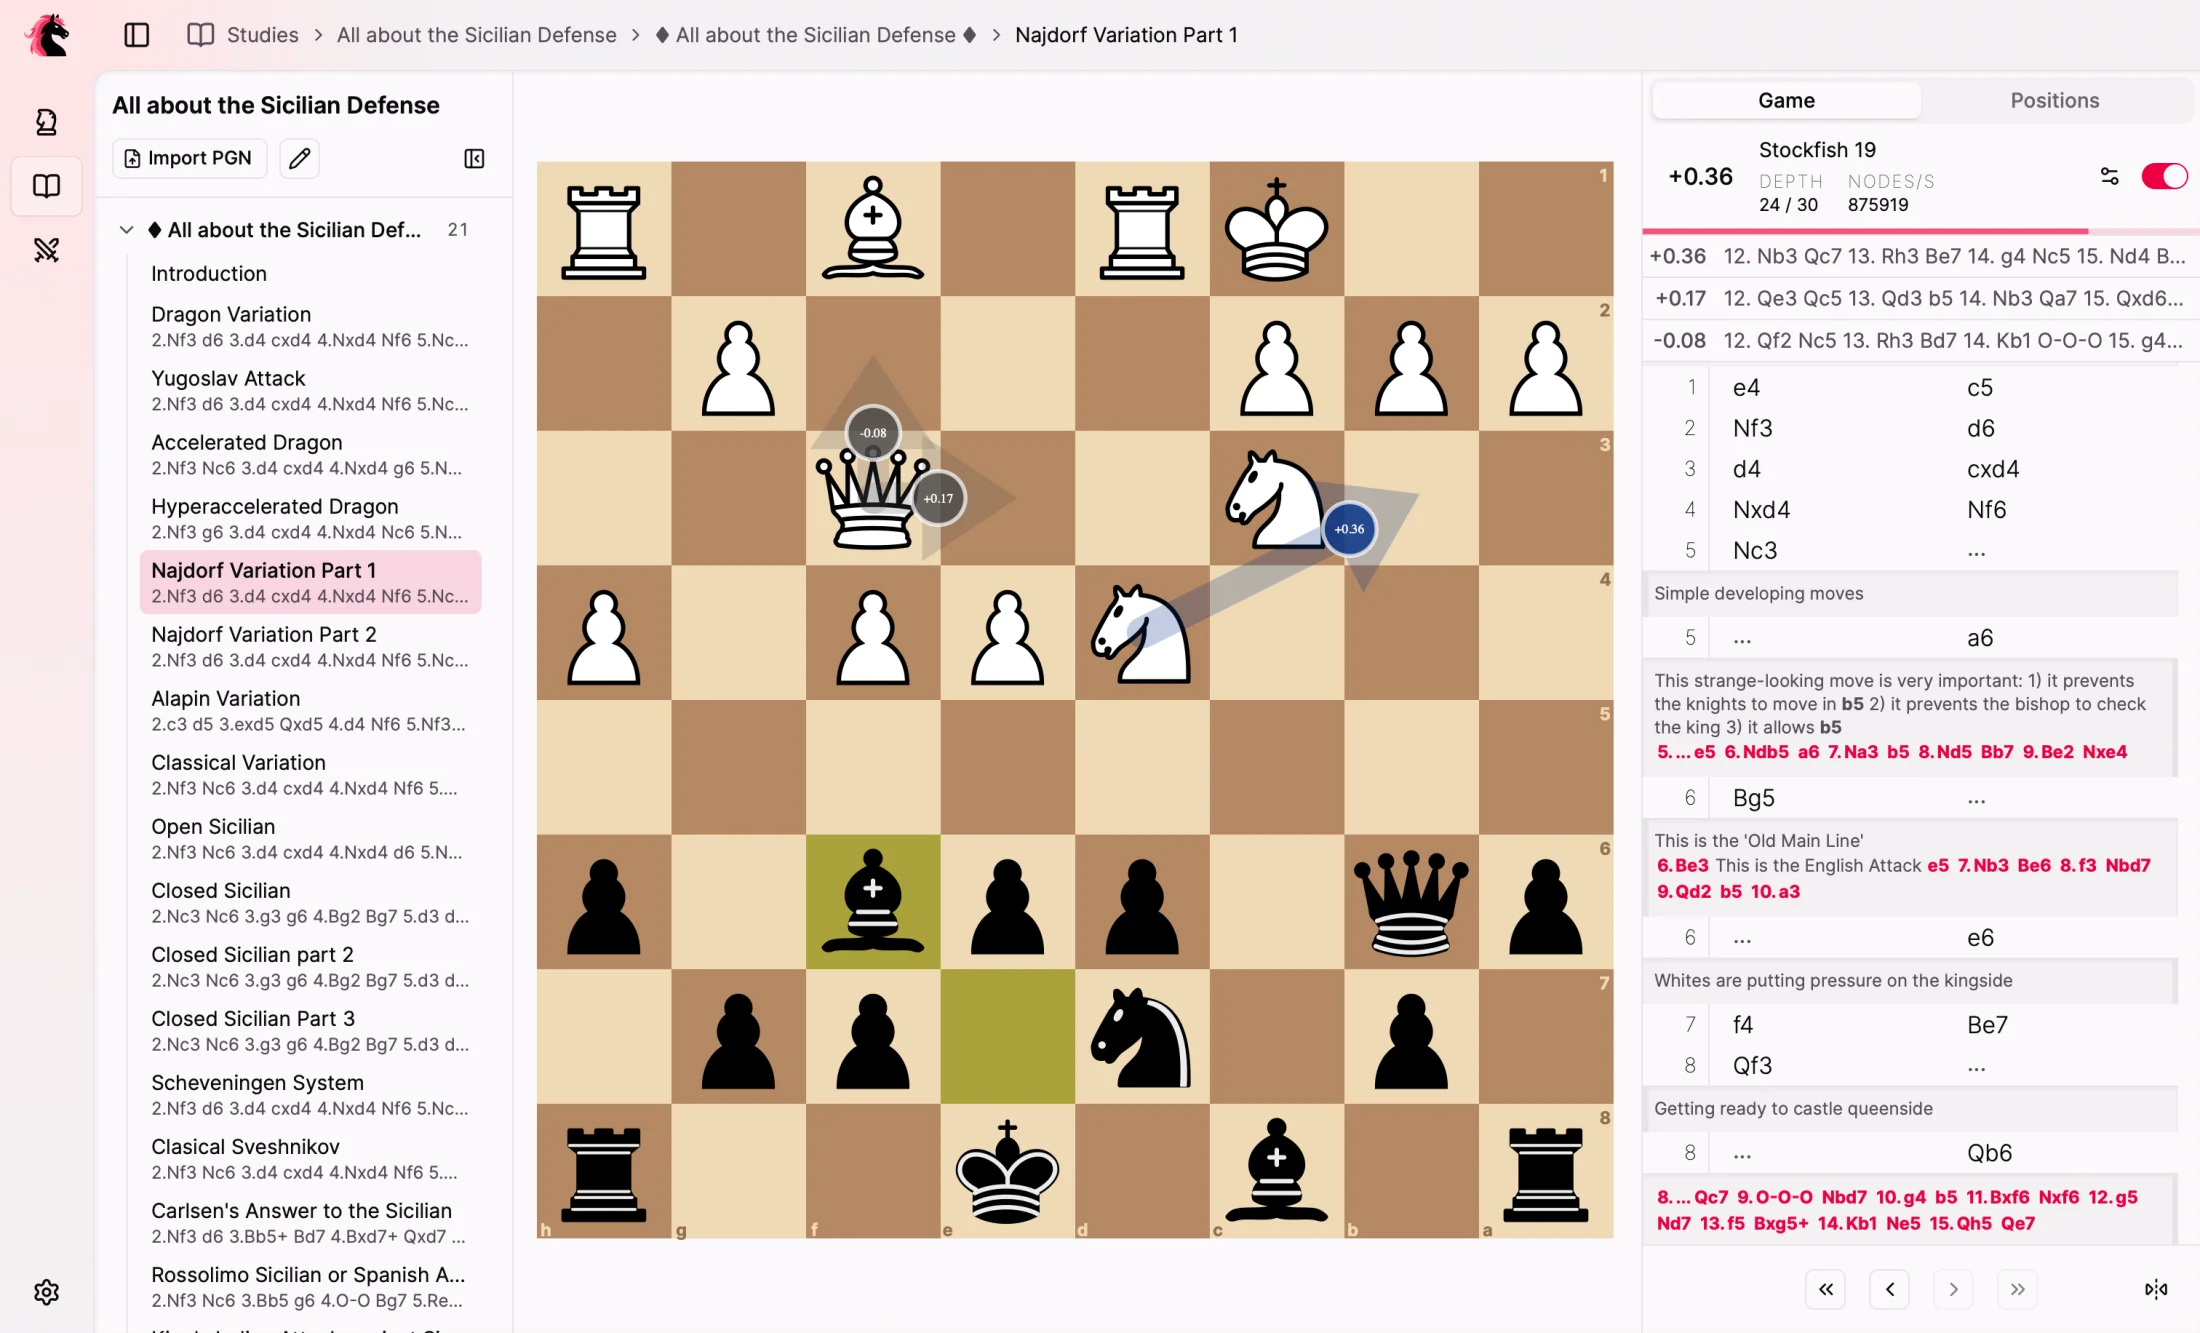 Studies > All about the Sicilian Defense > ♦ All about the Sicilian Defense ♦ > Najdorf Variation Part 1
All about the Sicilian Defense
Import PGN
♦ All about the Sicilian Def... 21
Introduction
Dragon Variation
2.Nf3 d6 3.d4 cxd4 4.Nxd4 Nf6 5.Nc...
Yugoslav Attack
2.Nf3 d6 3.d4 cxd4 4.Nxd4 Nf6 5.Nc...
Accelerated Dragon
2.Nf3 Nc6 3.d4 cxd4 4.Nxd4 g6 5.N...
Hyperaccelerated Dragon
2.Nf3 g6 3.d4 cxd4 4.Nxd4 Nc6 5.N...
Najdorf Variation Part 1
2.Nf3 d6 3.d4 cxd4 4.Nxd4 Nf6 5.Nc...
Najdorf Variation Part 2
2.Nf3 d6 3.d4 cxd4 4.Nxd4 Nf6 5.Nc...
Alapin Variation
2.c3 d5 3.exd5 Qxd5 4.d4 Nf6 5.Nf3...
Classical Variation
2.Nf3 Nc6 3.d4 cxd4 4.Nxd4 Nf6 5....
Open Sicilian
2.Nf3 Nc6 3.d4 cxd4 4.Nxd4 d6 5.N...
Closed Sicilian
2.Nc3 Nc6 3.g3 g6 4.Bg2 Bg7 5.d3 d...
Closed Sicilian part 2
2.Nc3 Nc6 3.g3 g6 4.Bg2 Bg7 5.d3 d...
Closed Sicilian Part 3
2.Nc3 Nc6 3.g3 g6 4.Bg2 Bg7 5.d3 d...
Scheveningen System
2.Nf3 d6 3.d4 cxd4 4.Nxd4 Nf6 5.Nc...
Clasical Sveshnikov
2.Nf3 Nc6 3.d4 cxd4 4.Nxd4 Nf6 5....
Carlsen's Answer to the Sicilian
2.Nf3 d6 3.Bb5+ Bd7 4.Bxd7+ Qxd7 ...
Rossolimo Sicilian or Spanish A...
2.Nf3 Nc6 3.Bb5 g6 4.O-O Bg7 5.Re...
1
2
-0.08
3
+0.17
+0.36
4
5
6
7
8
h g f e d c b a
Game Positions
+0.36
Stockfish 19
DEPTH NODES/S
24 / 30 875919
+0.36 12. Nb3 Qc7 13. Rh3 Be7 14. g4 Nc5 15. Nd4 B...
+0.17 12. Qe3 Qc5 13. Qd3 b5 14. Nb3 Qa7 15. Qxd6...
-0.08 12. Qf2 Nc5 13. Rh3 Bd7 14. Kb1 O-O-O 15. g4...
1 e4 c5
2 Nf3 d6
3 d4 cxd4
4 Nxd4 Nf6
5 Nc3 ...
Simple developing moves
5 ... a6
This strange-looking move is very important: 1) it prevents
the knights to move in b5 2) it prevents the bishop to check
the king 3) it allows b5
5.... e5 6.Ndb5 a6 7.Na3 b5 8.Nd5 Bb7 9.Be2 Nxe4
6 Bg5 ...
This is the 'Old Main Line'
6.Be3 This is the English Attack e5 7.Nb3 Be6 8.f3 Nbd7
9.Qd2 b5 10.a3
6 ... e6
Whites are putting pressure on the kingside
7 f4 Be7
8 Qf3 ...
Getting ready to castle queenside
8 ... Qb6
8.... Qc7 9.O-O-O Nbd7 10.g4 b5 11.Bxf6 Nxf6 12.g5
Nd7 13.f5 Bxg5+ 14.Kb1 Ne5 15.Qh5 Qe7